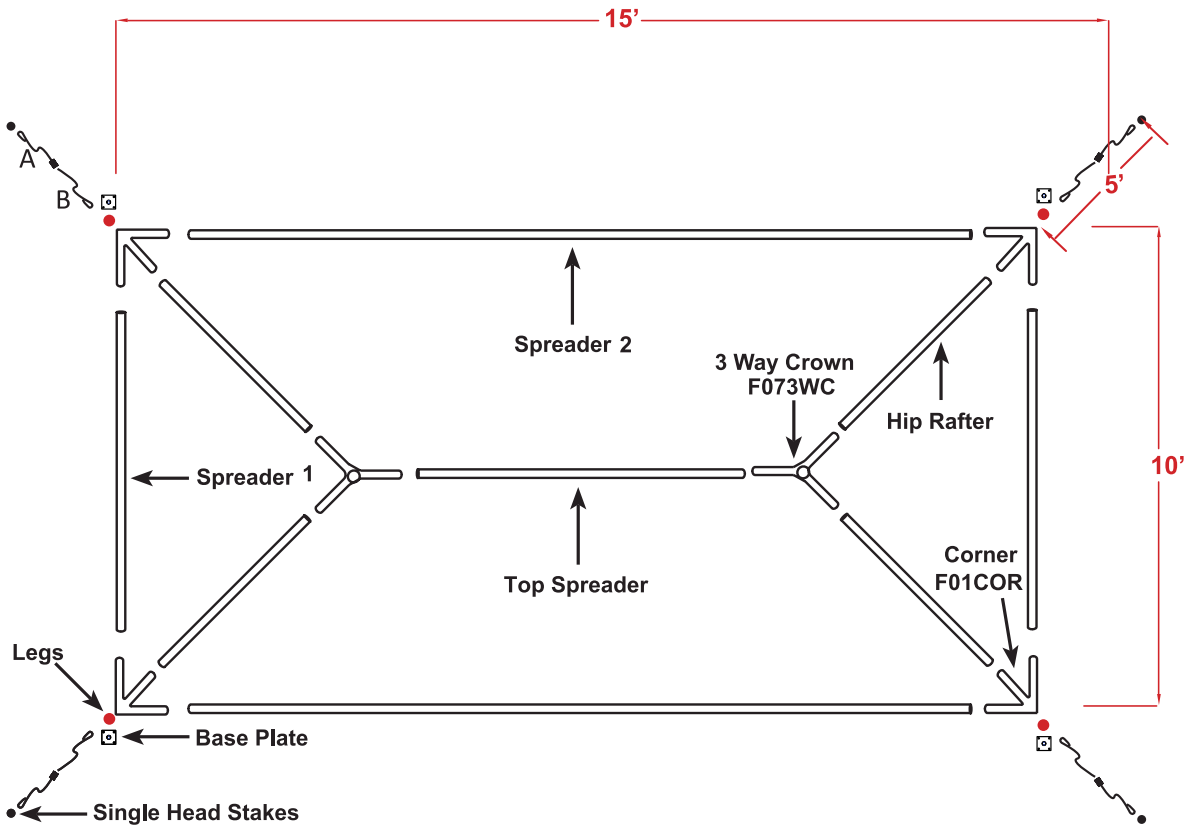 15’
A
B
5’
Spreader 2
3 Way Crown
F073WC
Hip Rafter
Spreader 1
10’
Corner
F01COR
Top Spreader
Legs
Base Plate
Single Head Stakes